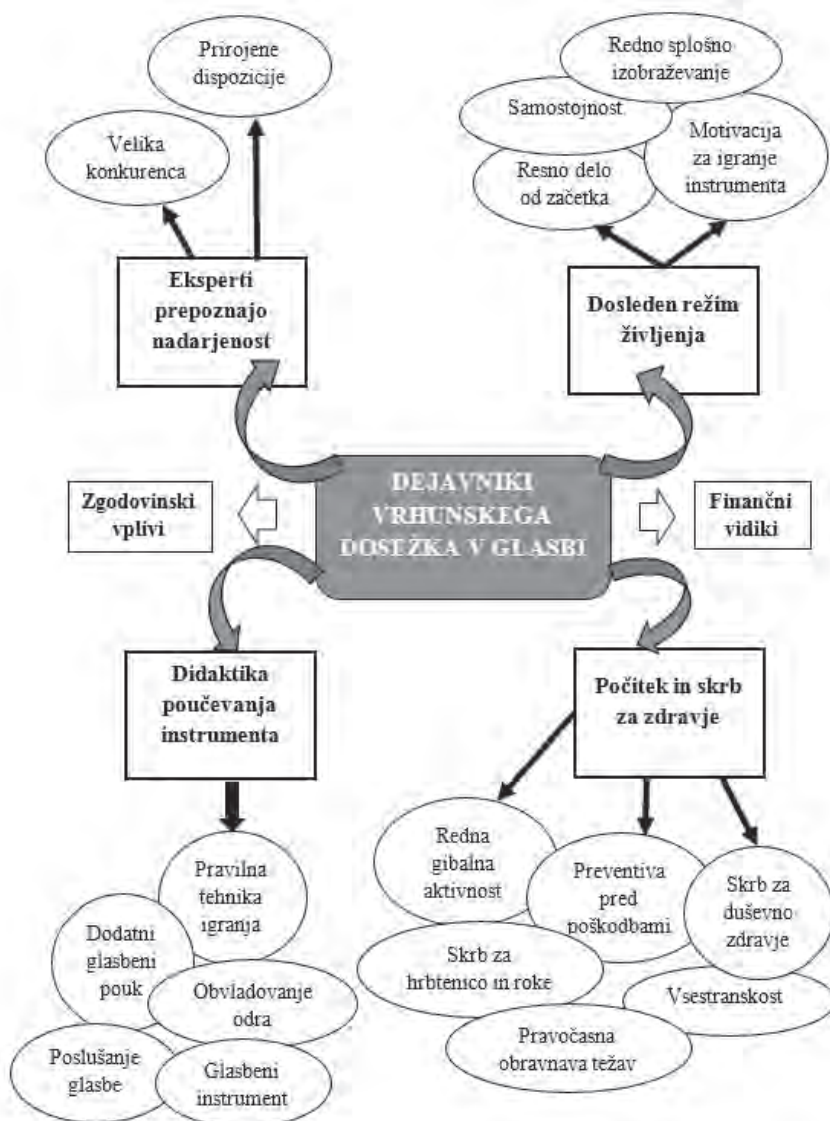 Prirojene
dispozicije
Velika
konkurenca
Eksperti
prepoznajo
nadarjenost
Redno splošno
izobraževanje
Samostojnost.
Motivacija
za igranje
instrumenta
Resno delo
od začetka
Dosleden režim
življenja
Zgodovinski
vplivi
DEJAVNIKI
VRHUNSKEGA
DOSEŽKA V GLASBI
Finančni
vidiki
Didaktika
poučevanja
instrumenta
Pravilna
tehnika
igranja
Dodatni
glasbeni
pouk
Obvladovanje
odra
Poslušanje
glasbe
Glasbeni
instrument
Počitek in skrb
za zdravje
Redna
gibalna
aktivnost
Preventiva
pred
poškodbami
Skrb za
duševno
zdravje
Skrb za
hrbtenico in roke
Vsestranskost
Pravočasna
obravnava težav